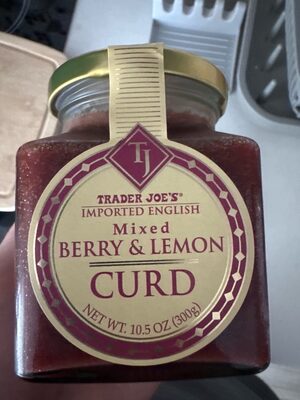 TJ
TRADER JOE'S®
IMPORTED ENGLISH
Mixed
BERRY & LEMON
CURD
NET WT. 10.5 OZ (300g)